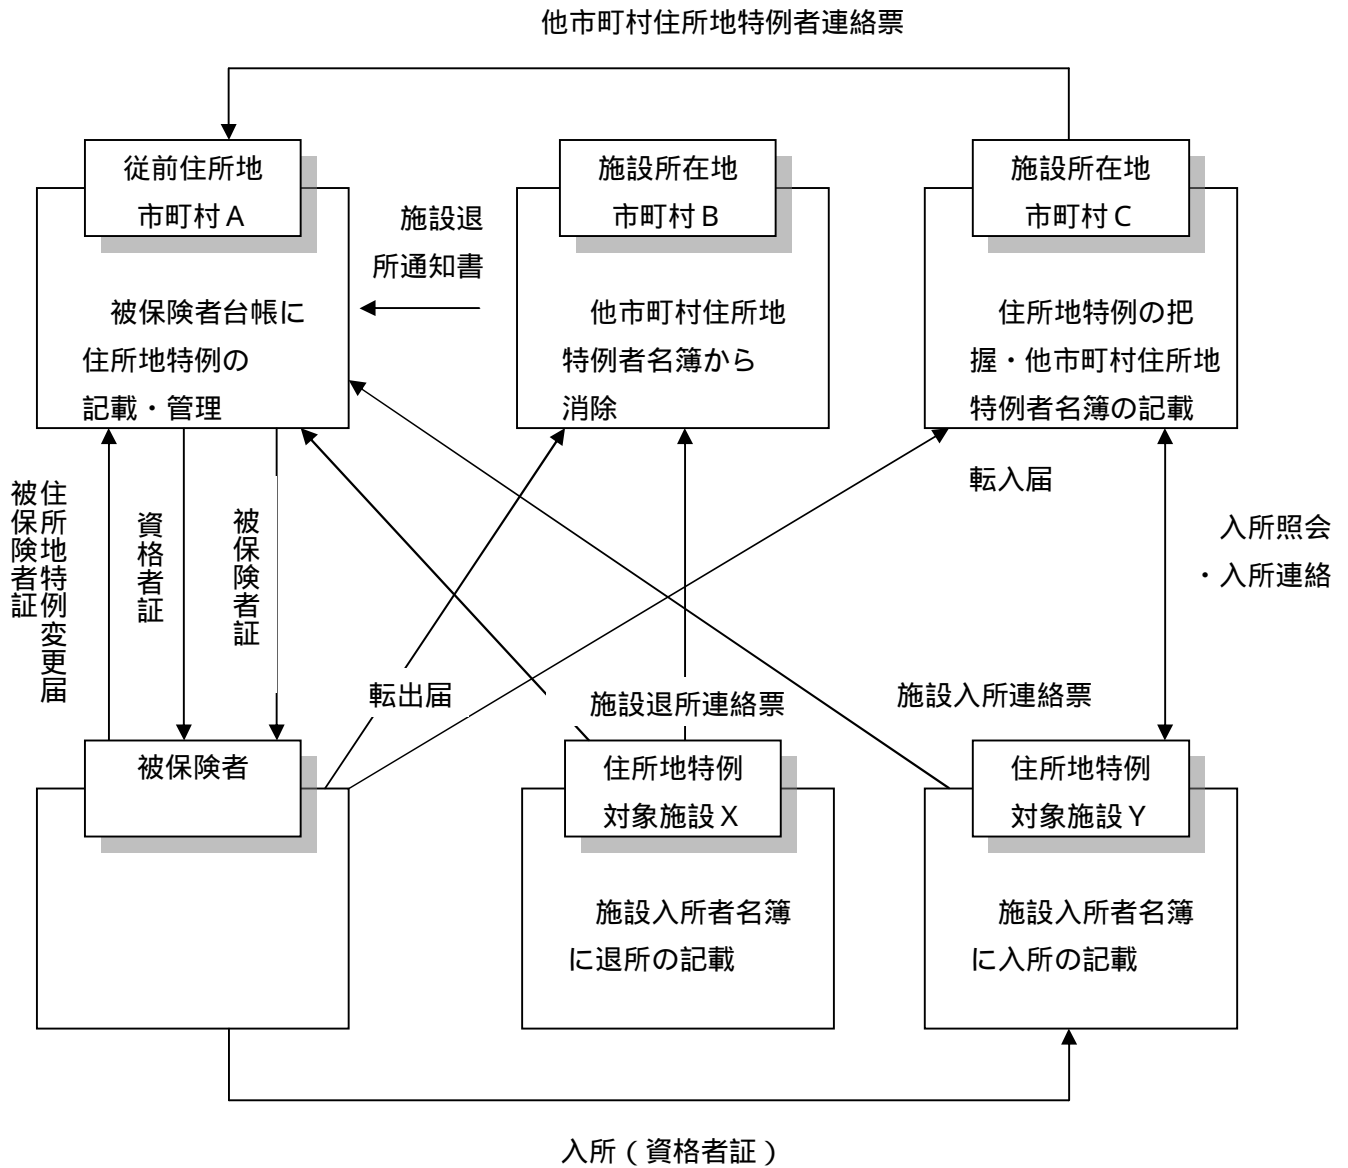 他市町村住所地特例者連絡票
従前住所地
市町村Ａ
施設所在地
市町村Ｂ
施設所在地
市町村Ｃ
施設退
所通知書
被保険者台帳に
住所地特例の
記載・管理
他市町村住所地
特例者名簿から
消除
住所地特例の把
握・他市町村住所地
特例者名簿の記載
住所地特例変更届
被保険者証
資格者証
被保険者証
転入届
入所照会
・入所連絡
転出届
施設退所連絡票
施設入所連絡票
被保険者
住所地特例
対象施設Ｘ
住所地特例
対象施設Ｙ
施設入所者名簿
に退所の記載
施設入所者名簿
に入所の記載
入所（資格者証）